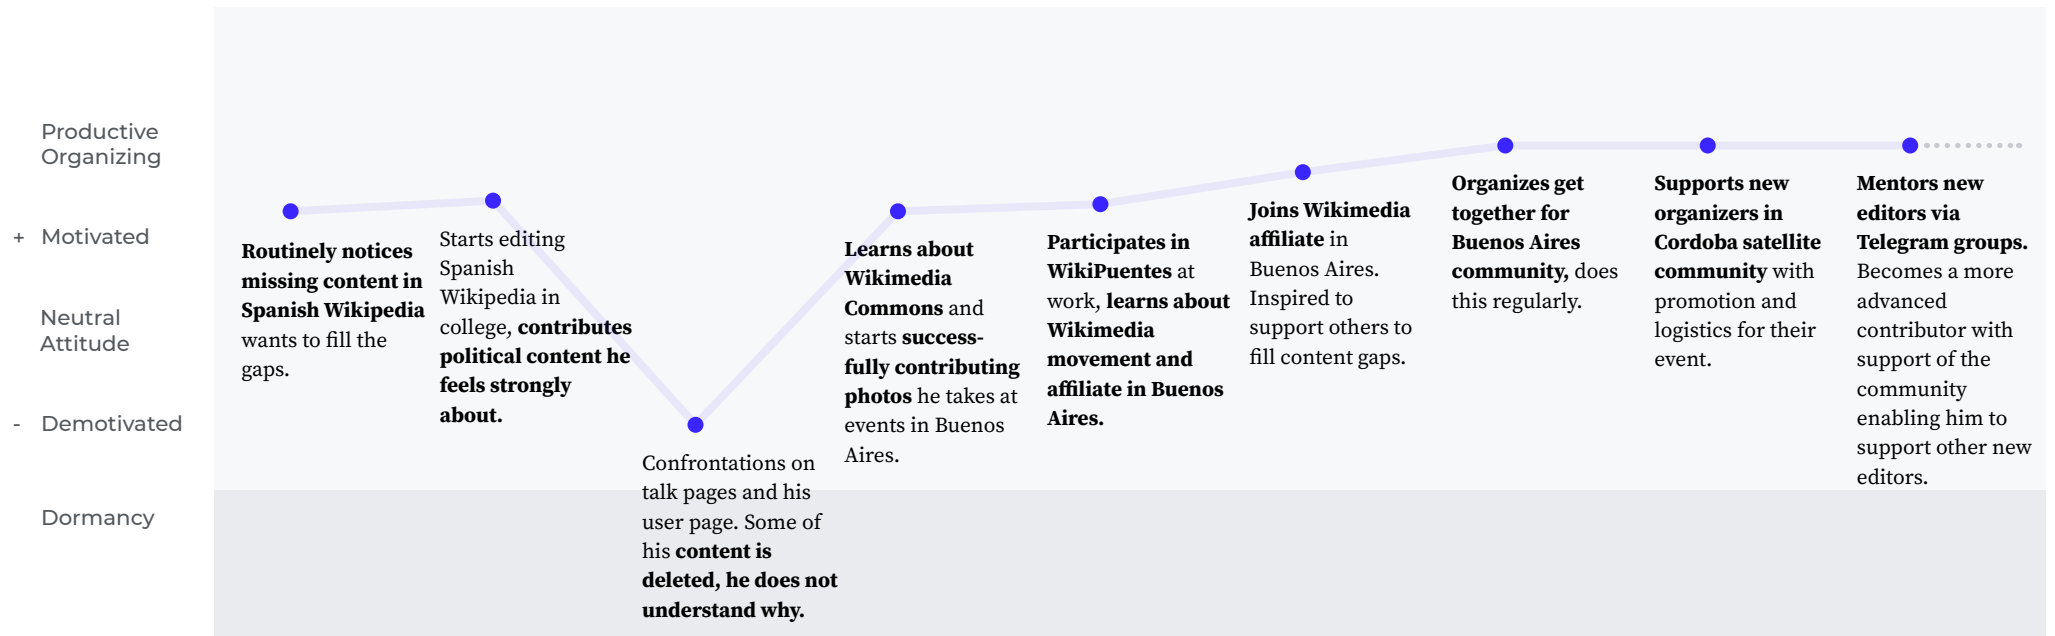 Productive
Organizing
+ Motivated
Neutral
Attitude
- Demotivated
Dormancy
Routinely notices
missing content in
Spanish Wikipedia
wants to fill the
gaps.
Starts editing
Spanish
Wikipedia in
college, contributes
political content he
feels strongly
about.
Confrontations on
talk pages and his
user page. Some of
his content is
deleted, he does not
understand why.
Learns about
Wikimedia
Commons and
starts success-
fully contributing
photos he takes at
events in Buenos
Aires.
Participates in
WikiPuentes at
work, learns about
Wikimedia
movement and
affiliate in Buenos
Aires.
Joins Wikimedia
affiliate in
Buenos Aires.
Inspired to
support others to
fill content gaps.
Organizes get
together for
Buenos Aires
community, does
this regularly.
Supports new
organizers in
Cordoba satellite
community with
promotion and
logistics for their
event.
Mentors new
editors via
Telegram groups.
Becomes a more
advanced
contributor with
support of the
community
enabling him to
support other new
editors.